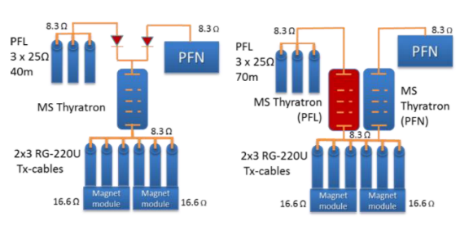 8.3 Ω
8.3 Ω
PFL
3 x 25Ω
40m
PFN
MS Thyratron
8.3 Ω
2x3 RG-220U
Tx-cables
16.6 Ω
Magnet
module
Magnet
module
16.6 Ω
8.3 Ω
8.3 Ω
PFL
3 x 25Ω
70m
PFN
MS Thyratron
(PFL)
MS
Thyratron
(PFN)
8.3 Ω
2x3 RG-220U
Tx-cables
16.6 Ω
Magnet
module
Magnet
module
16.6 Ω